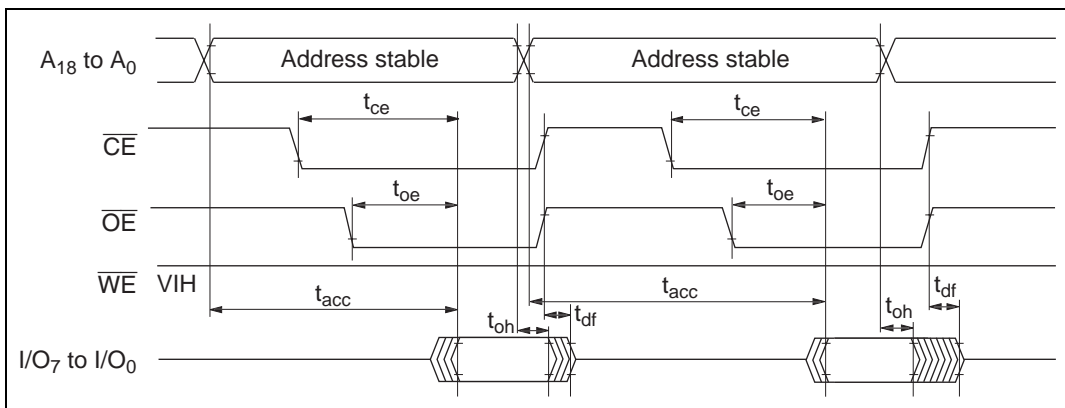 A18 to A0 Address stable Address stable
tce tce
CE
toe toe
OE
WE VIH
tacc tacc
toh tdf toh tdf
I/O7 to I/O0